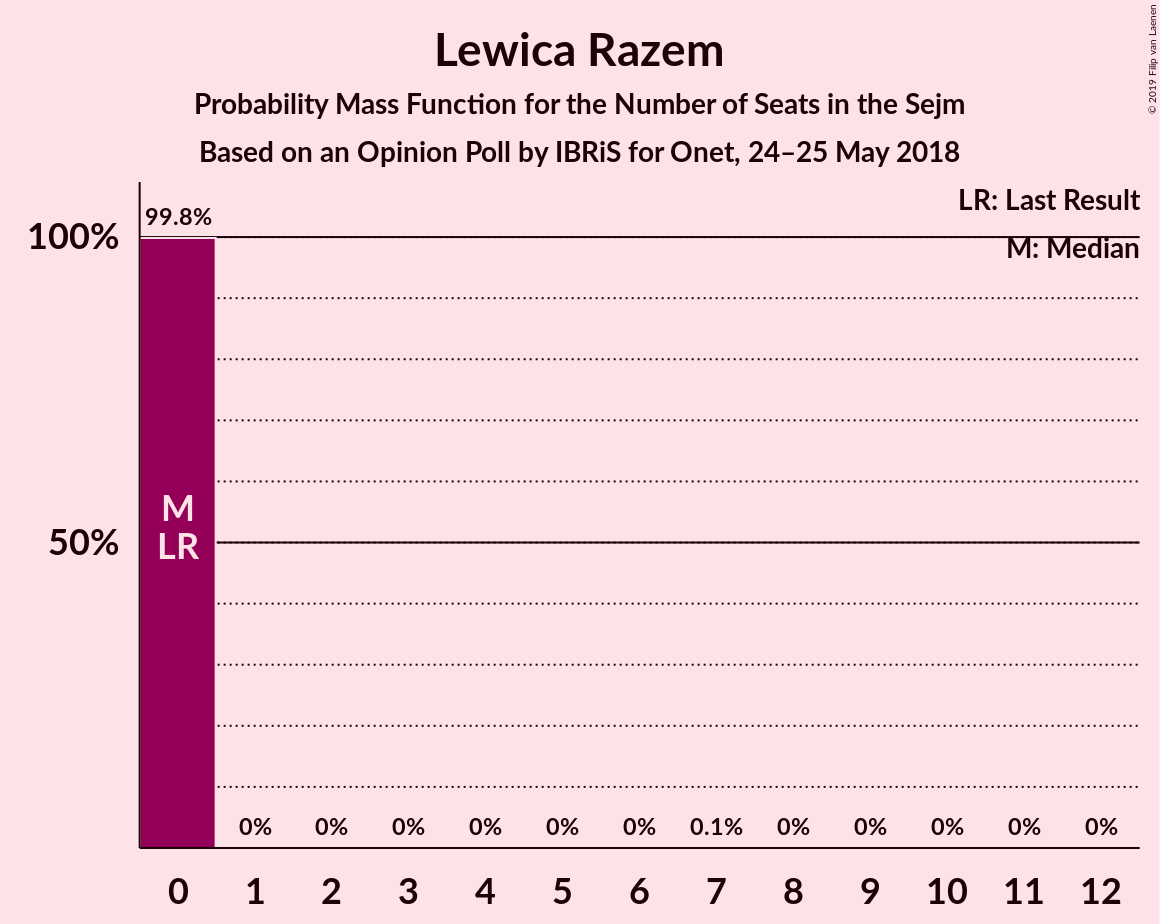 Lewica Razem
Probability Mass Function for the Number of Seats in the Sejm
Based on an Opinion Poll by IBRiS for Onet, 24–25 May 2018
© 2019 Filip van Laenen
LR: Last Result
M: Median
99.8%
100%
50%
M
LR
0% 0% 0% 0% 0% 0% 0.1% 0% 0% 0% 0% 0%
0 1 2 3 4 5 6 7 8 9 10 11 12